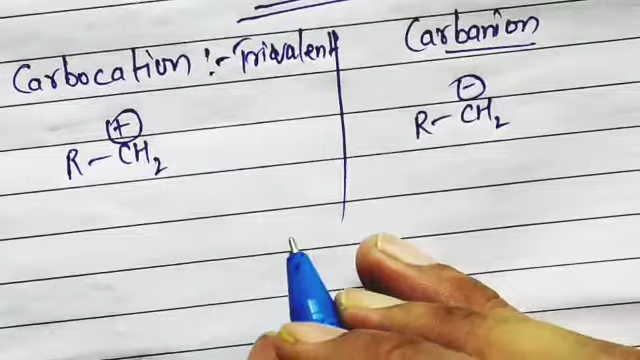 Carbocation :- Trivalent
⊕
R-CH₂
Carbanion
⊖
R-CH₂